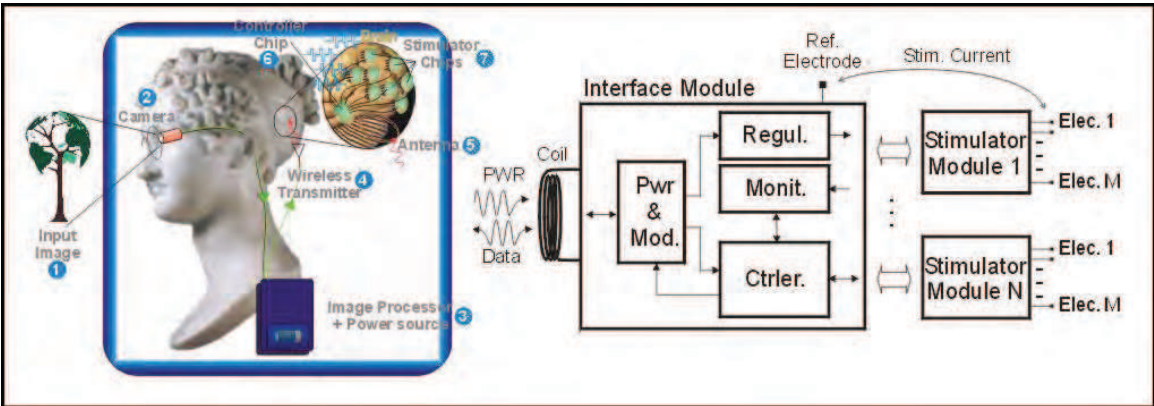 Controller
Chip
6
Brain
Stimulator
Chips
7
2
Camera
Antenna 5
Wireless
Transmitter
4
Input
Image
1
Image Processor
+ Power source
3
Ref.
Electrode
Stim. Current
Interface Module
Coil
PWR
Data
Pwr
&
Mod.
Regul.
Monit.
Ctrler.
Stimulator
Module 1
Elec. 1
Elec. M
Stimulator
Module N
Elec. 1
Elec. M